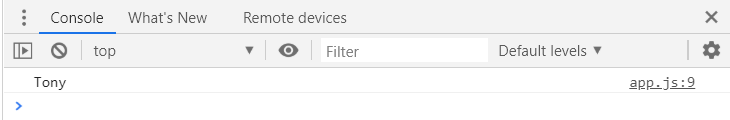 Console What's New Remote devices
top Filter Default levels
Tony app.js:9